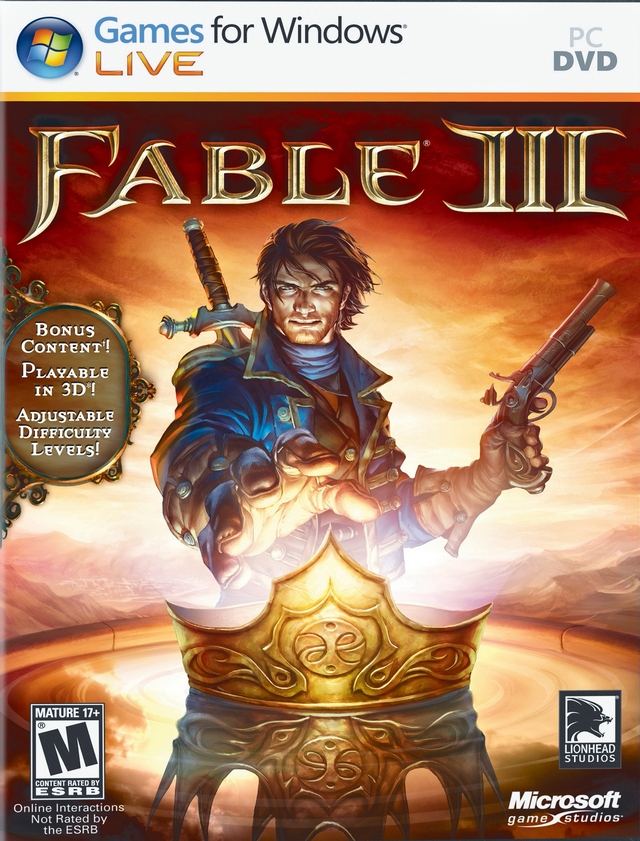 Games for Windows®
LIVE
PC
DVD
FABLE® III
BONUS
CONTENT†!
PLAYABLE
IN 3D*!
ADJUSTABLE
DIFFICULTY
LEVELS!
MATURE 17+
M®
CONTENT RATED BY
ESRB
Online Interactions
Not Rated by
the ESRB
LIONHEAD
STUDIOS
Microsoft
game studios®